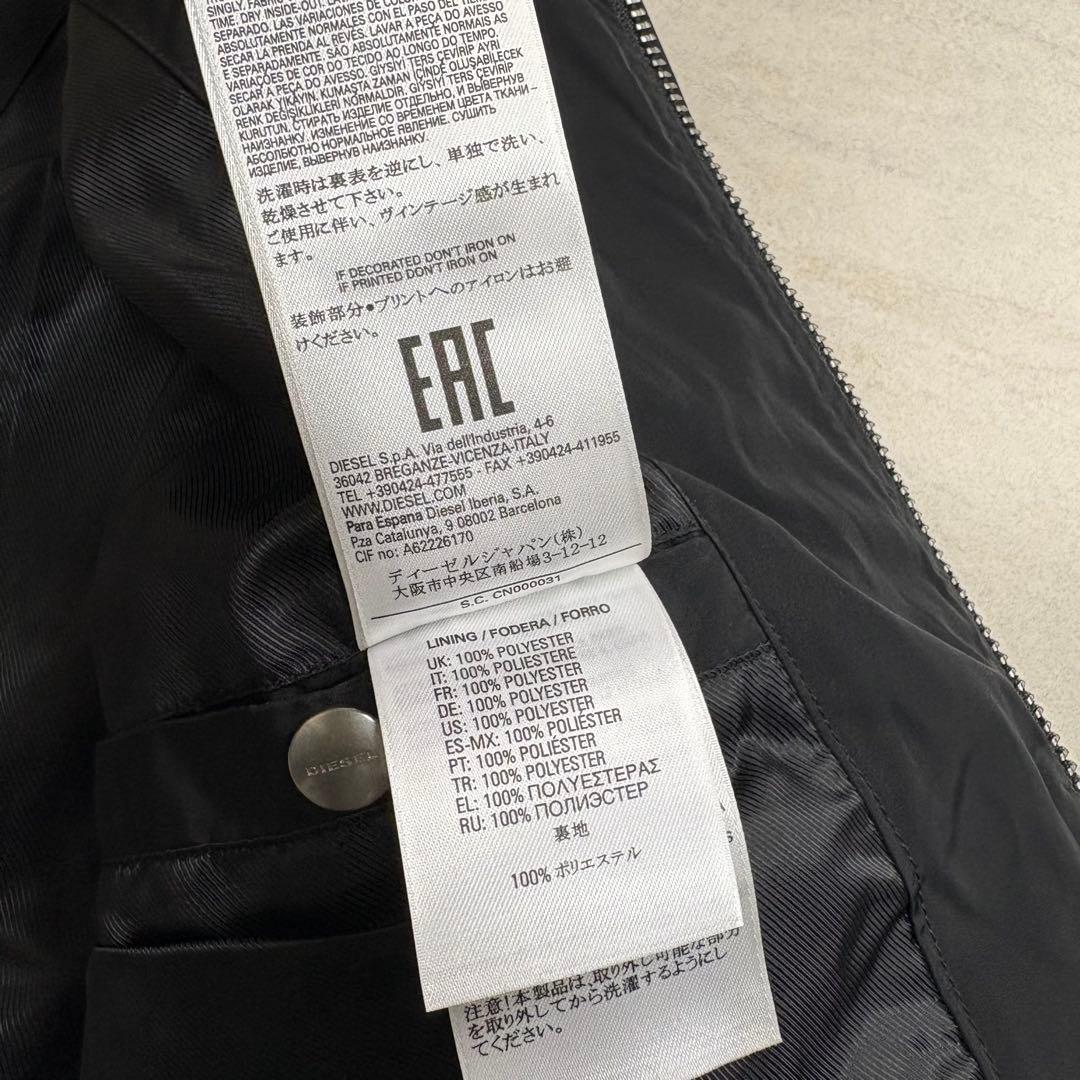 TIME. DRY INSIDE-OUT.
SEPARADO. LAS VARIACIONES DE
ABSOLUTAMENTE NORMALES. LAVAR A PEÇA DO AVESSO
SECAR LA PRENDA AL REVÉS.
E SEPARADAMENTE. SÃO ABSOLUTAMENTE NORMAIS AS
VARIAÇÕES DE COR DO TECIDO AO LONGO DO TEMPO.
SECAR A PEÇA DO AVESSO. GIYSIYI TERS ÇEVIRIP AYRI
OLARAK YIKAYIN. KUMAŞTA ZAMAN IÇINDE OLUŞABILECEK
RENK DEĞIŞIKLIKLERI NORMALDIR. GIYSIYI TERS ÇEVIRIP
KURUTUN. СТИРАТЬ ИЗДЕЛИЕ ОТДЕЛЬНО, И ВЫВЕРНУВ
НАИЗНАНКУ. ИЗМЕНЕНИЕ СО ВРЕМЕНЕМ ЦВЕТА ТКАНИ –
АБСОЛЮТНО НОРМАЛЬНОЕ ЯВЛЕНИЕ. СУШИТЬ
ИЗДЕЛИЕ, ВЫВЕРНУВ НАИЗНАНКУ.
洗濯時は裏表を逆にし、単独で洗い、
乾燥させて下さい。
ご使用に伴い、ヴィンテージ感が生まれ
ます。
IF DECORATED DON'T IRON ON
IF PRINTED DON'T IRON ON
装飾部分●プリントへのアイロンはお避
けください。
EAC
DIESEL S.p.A. Via dell'Industria, 4-6
36042 BREGANZE-VICENZA-ITALY
TEL +390424-477555 - FAX +390424-411955
WWW.DIESEL.COM
Para Espana Diesel Iberia, S.A.
P.za Catalunya, 9 08002 Barcelona
CIF no: A62226170
ディーゼルジャパン(株)
大阪市中央区南船場3-12-12
S.C. CN000031
LINING / FODERA / FORRO
UK: 100% POLYESTER
IT: 100% POLIESTERE
FR: 100% POLYESTER
DE: 100% POLYESTER
US: 100% POLYESTER
ES-MX: 100% POLIÉSTER
PT: 100% POLIÉSTER
TR: 100% POLYESTER
EL: 100% ΠΟΛΥΕΣΤΕΡΑΣ
RU: 100% ПОЛИЭСТЕР
裏地
100% ポリエステル
DIESEL
注意!本製品は、取り外し可能な部分
を取り外してから洗濯するようにし
てください。